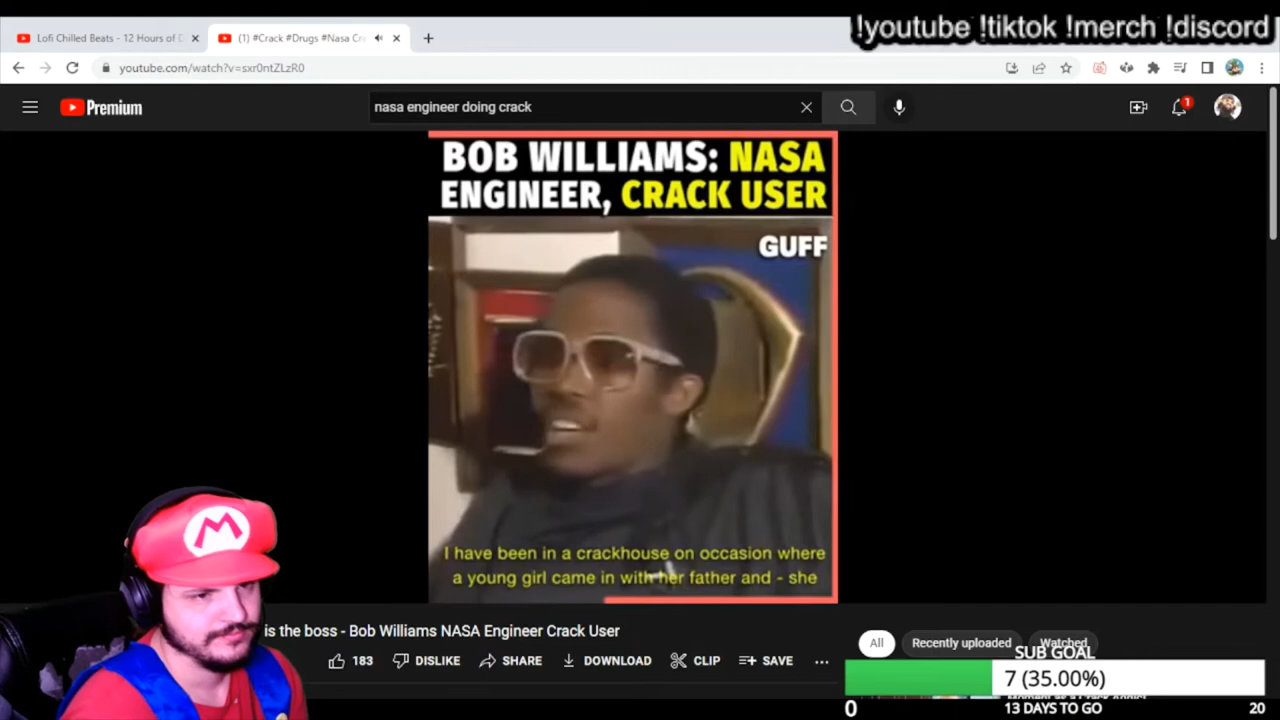 !youtube !tiktok !merch !discord
Lofi Chilled Beats - 12 Hours of D
(1) #Crack #Drugs #Nasa Cr
youtube.com/watch?v=sxr0ntZLzR0
Premium
nasa engineer doing crack
1
BOB WILLIAMS: NASA
ENGINEER, CRACK USER
GUFF
M
I have been in a crackhouse on occasion where
a young girl came in with her father and - she
is the boss - Bob Williams NASA Engineer Crack User
183 DISLIKE SHARE DOWNLOAD CLIP SAVE ...
All Recently uploaded Watched
SUB GOAL
7 (35.00%)
0 13 DAYS TO GO 20